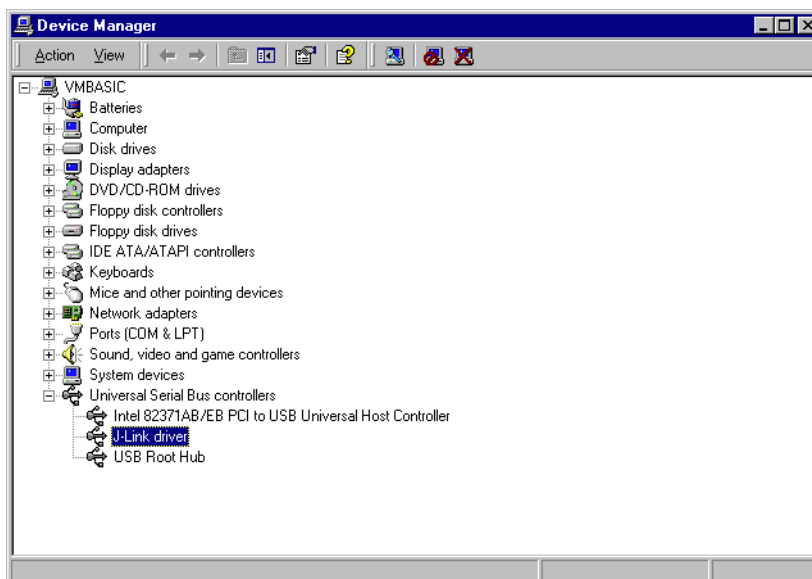 Device Manager
Action View
VMBASIC
Batteries
Computer
Disk drives
Display adapters
DVD/CD-ROM drives
Floppy disk controllers
Floppy disk drives
IDE ATA/ATAPI controllers
Keyboards
Mice and other pointing devices
Network adapters
Ports (COM & LPT)
Sound, video and game controllers
System devices
Universal Serial Bus controllers
Intel 82371AB/EB PCI to USB Universal Host Controller
J-Link driver
USB Root Hub